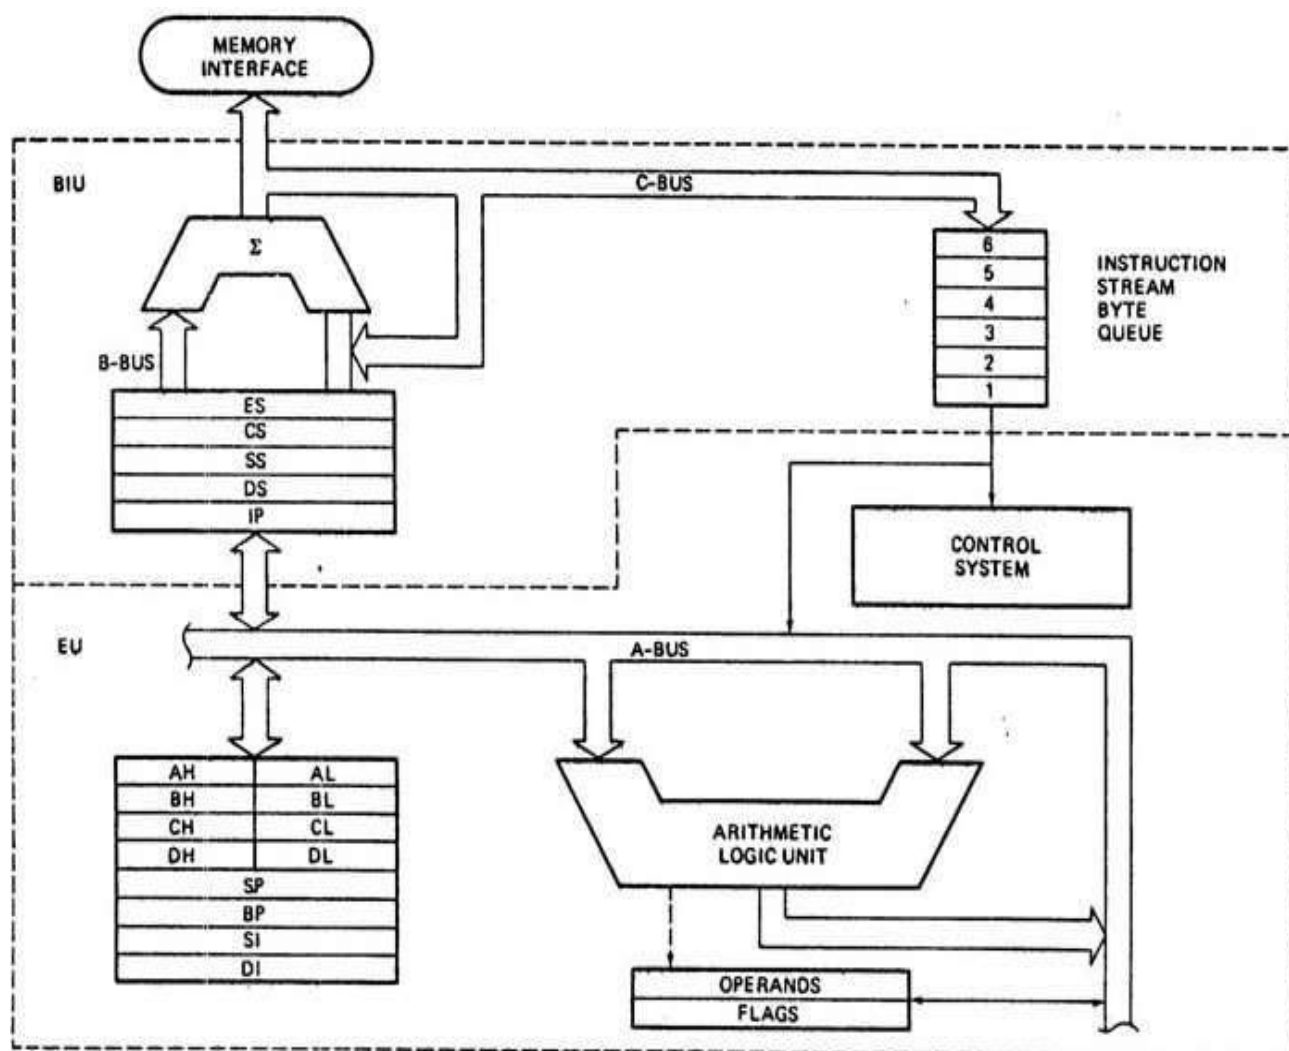 MEMORY
INTERFACE
BIU
C-BUS
Σ
B-BUS
ES
CS
SS
DS
IP
6
5
4
3
2
1
INSTRUCTION
STREAM
BYTE
QUEUE
CONTROL
SYSTEM
EU
A-BUS
AH AL
BH BL
CH CL
DH DL
SP
BP
SI
DI
ARITHMETIC
LOGIC UNIT
OPERANDS
FLAGS